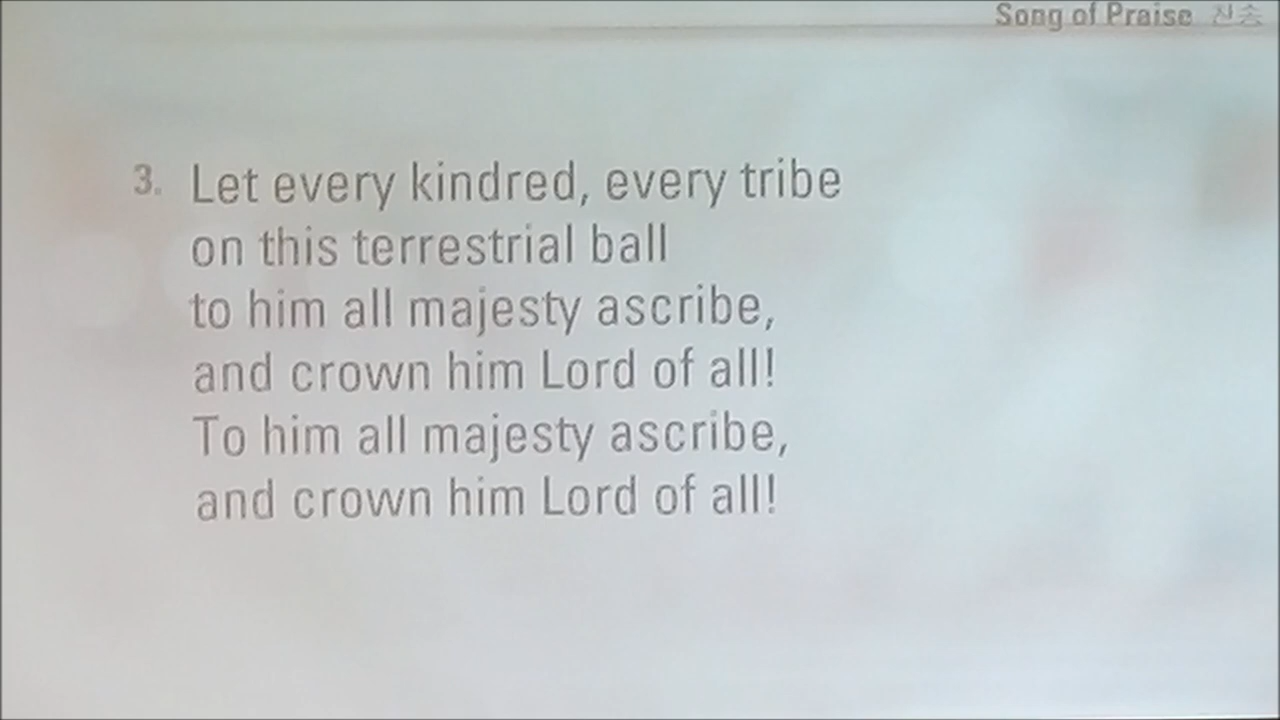 Song of Praise 찬송
3. Let every kindred, every tribe
on this terrestrial ball
to him all majesty ascribe,
and crown him Lord of all!
To him all majesty ascribe,
and crown him Lord of all!